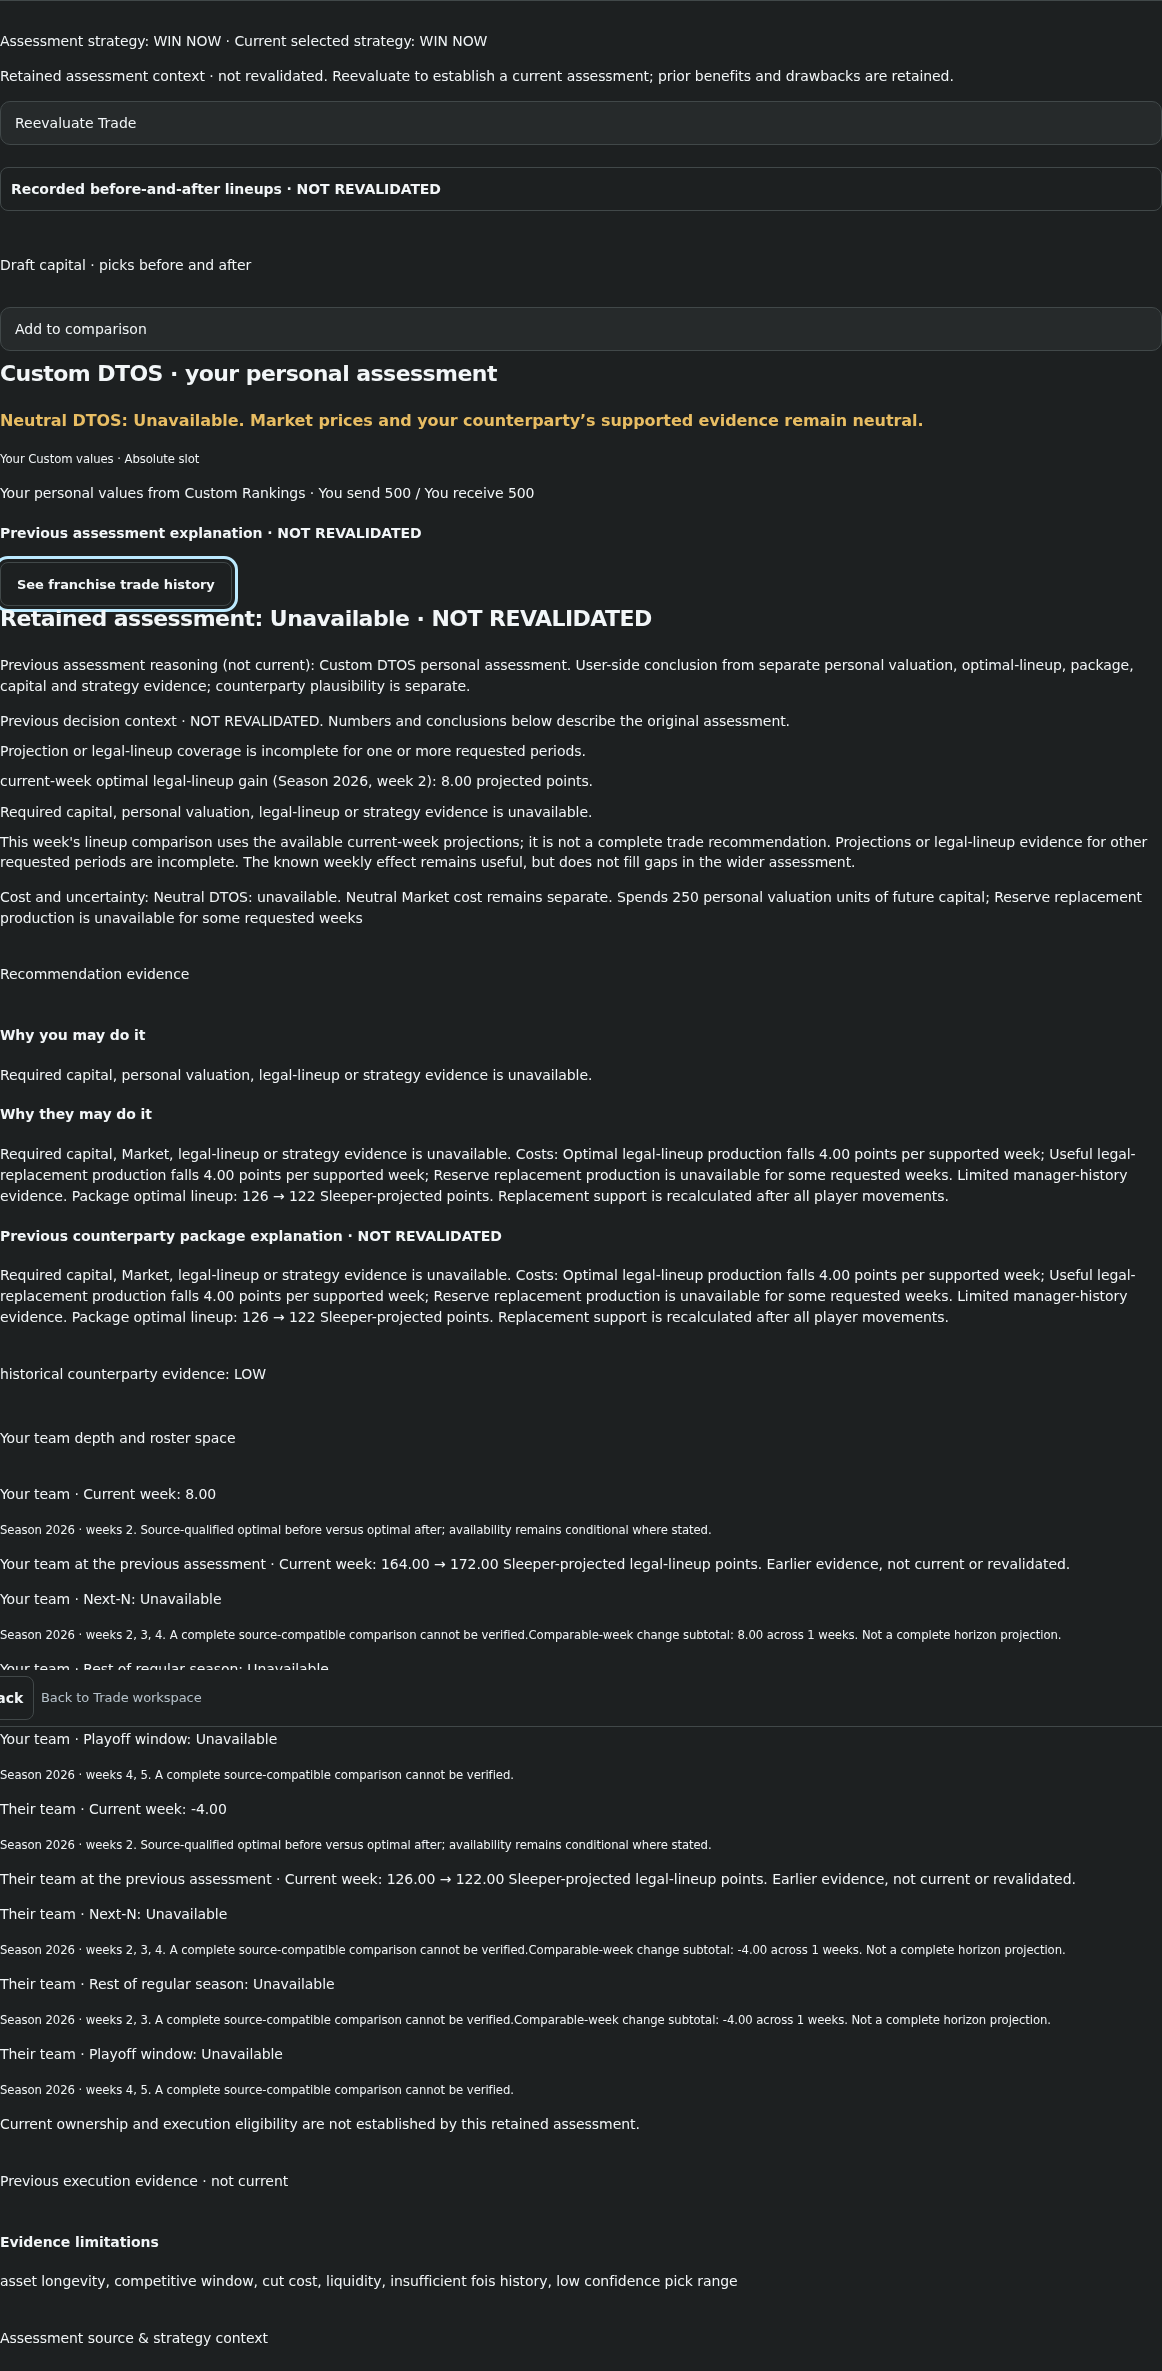 Assessment strategy: WIN NOW · Current selected strategy: WIN NOW
Retained assessment context · not revalidated. Reevaluate to establish a current assessment; prior benefits and drawbacks are retained.
Reevaluate Trade
Recorded before-and-after lineups · NOT REVALIDATED
Draft capital · picks before and after
Add to comparison
Custom DTOS · your personal assessment
Neutral DTOS: Unavailable. Market prices and your counterparty’s supported evidence remain neutral.
Your Custom values · Absolute slot
Your personal values from Custom Rankings · You send 500 / You receive 500
Previous assessment explanation · NOT REVALIDATED
See franchise trade history
Retained assessment: Unavailable · NOT REVALIDATED
Previous assessment reasoning (not current): Custom DTOS personal assessment. User-side conclusion from separate personal valuation, optimal-lineup, package,
capital and strategy evidence; counterparty plausibility is separate.
Previous decision context · NOT REVALIDATED. Numbers and conclusions below describe the original assessment.
Projection or legal-lineup coverage is incomplete for one or more requested periods.
current-week optimal legal-lineup gain (Season 2026, week 2): 8.00 projected points.
Required capital, personal valuation, legal-lineup or strategy evidence is unavailable.
This week's lineup comparison uses the available current-week projections; it is not a complete trade recommendation. Projections or legal-lineup evidence for other
requested periods are incomplete. The known weekly effect remains useful, but does not fill gaps in the wider assessment.
Cost and uncertainty: Neutral DTOS: unavailable. Neutral Market cost remains separate. Spends 250 personal valuation units of future capital; Reserve replacement
production is unavailable for some requested weeks
Recommendation evidence
Why you may do it
Required capital, personal valuation, legal-lineup or strategy evidence is unavailable.
Why they may do it
Required capital, Market, legal-lineup or strategy evidence is unavailable. Costs: Optimal legal-lineup production falls 4.00 points per supported week; Useful legal-
replacement production falls 4.00 points per supported week; Reserve replacement production is unavailable for some requested weeks. Limited manager-history
evidence. Package optimal lineup: 126 → 122 Sleeper-projected points. Replacement support is recalculated after all player movements.
Previous counterparty package explanation · NOT REVALIDATED
Required capital, Market, legal-lineup or strategy evidence is unavailable. Costs: Optimal legal-lineup production falls 4.00 points per supported week; Useful legal-
replacement production falls 4.00 points per supported week; Reserve replacement production is unavailable for some requested weeks. Limited manager-history
evidence. Package optimal lineup: 126 → 122 Sleeper-projected points. Replacement support is recalculated after all player movements.
historical counterparty evidence: LOW
Your team depth and roster space
Your team · Current week: 8.00
Season 2026 · weeks 2. Source-qualified optimal before versus optimal after; availability remains conditional where stated.
Your team at the previous assessment · Current week: 164.00 → 172.00 Sleeper-projected legal-lineup points. Earlier evidence, not current or revalidated.
Your team · Next-N: Unavailable
Season 2026 · weeks 2, 3, 4. A complete source-compatible comparison cannot be verified.Comparable-week change subtotal: 8.00 across 1 weeks. Not a complete horizon projection.
Your team · Rest of regular season: Unavailable
ack Back to Trade workspace
Your team · Playoff window: Unavailable
Season 2026 · weeks 4, 5. A complete source-compatible comparison cannot be verified.
Their team · Current week: -4.00
Season 2026 · weeks 2. Source-qualified optimal before versus optimal after; availability remains conditional where stated.
Their team at the previous assessment · Current week: 126.00 → 122.00 Sleeper-projected legal-lineup points. Earlier evidence, not current or revalidated.
Their team · Next-N: Unavailable
Season 2026 · weeks 2, 3, 4. A complete source-compatible comparison cannot be verified.Comparable-week change subtotal: -4.00 across 1 weeks. Not a complete horizon projection.
Their team · Rest of regular season: Unavailable
Season 2026 · weeks 2, 3. A complete source-compatible comparison cannot be verified.Comparable-week change subtotal: -4.00 across 1 weeks. Not a complete horizon projection.
Their team · Playoff window: Unavailable
Season 2026 · weeks 4, 5. A complete source-compatible comparison cannot be verified.
Current ownership and execution eligibility are not established by this retained assessment.
Previous execution evidence · not current
Evidence limitations
asset longevity, competitive window, cut cost, liquidity, insufficient fois history, low confidence pick range
Assessment source & strategy context